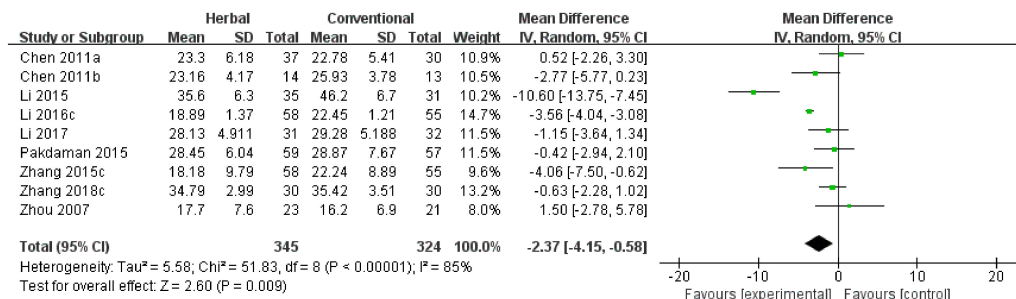 Herbal Conventional Mean Difference Mean Difference
Study or Subgroup Mean SD Total Mean SD Total Weight IV, Random, 95% CI IV, Random, 95% CI
Chen 2011a 23.3 6.18 37 22.78 5.41 30 10.9% 0.52 [-2.26, 3.30]
Chen 2011b 23.16 4.17 14 25.93 3.78 13 10.4% -2.77 [-5.77, 0.23]
Li 2015 35.6 6.3 35 46.2 6.7 31 10.2% -10.60 [-13.75, -7.45]
Li 2016c 18.89 1.37 58 22.45 1.21 55 14.7% -3.56 [-4.04, -3.08]
Li 2017 28.13 4.911 31 29.28 5.188 32 11.5% -1.15 [-3.64, 1.34]
Pakdaman 2015 28.45 6.04 59 28.87 7.67 57 11.5% -0.42 [-2.94, 2.10]
Zhang 2015c 18.18 9.79 58 22.24 8.89 55 9.6% -4.06 [-7.50, -0.62]
Zhang 2018c 34.79 2.99 30 35.42 3.51 30 13.2% -0.63 [-2.28, 1.02]
Zhou 2007 17.7 7.6 23 16.2 6.9 21 8.0% 1.50 [-2.78, 5.78]
Total (95% CI) 345 324 100.0% -2.37 [-4.15, -0.58]
Heterogeneity: Tau² = 5.58; Chi² = 51.83, df = 8 (P < 0.00001); I² = 85%
Test for overall effect: Z = 2.60 (P = 0.009)
-20 -10 0 10 20
Favours [experimental] Favours [control]